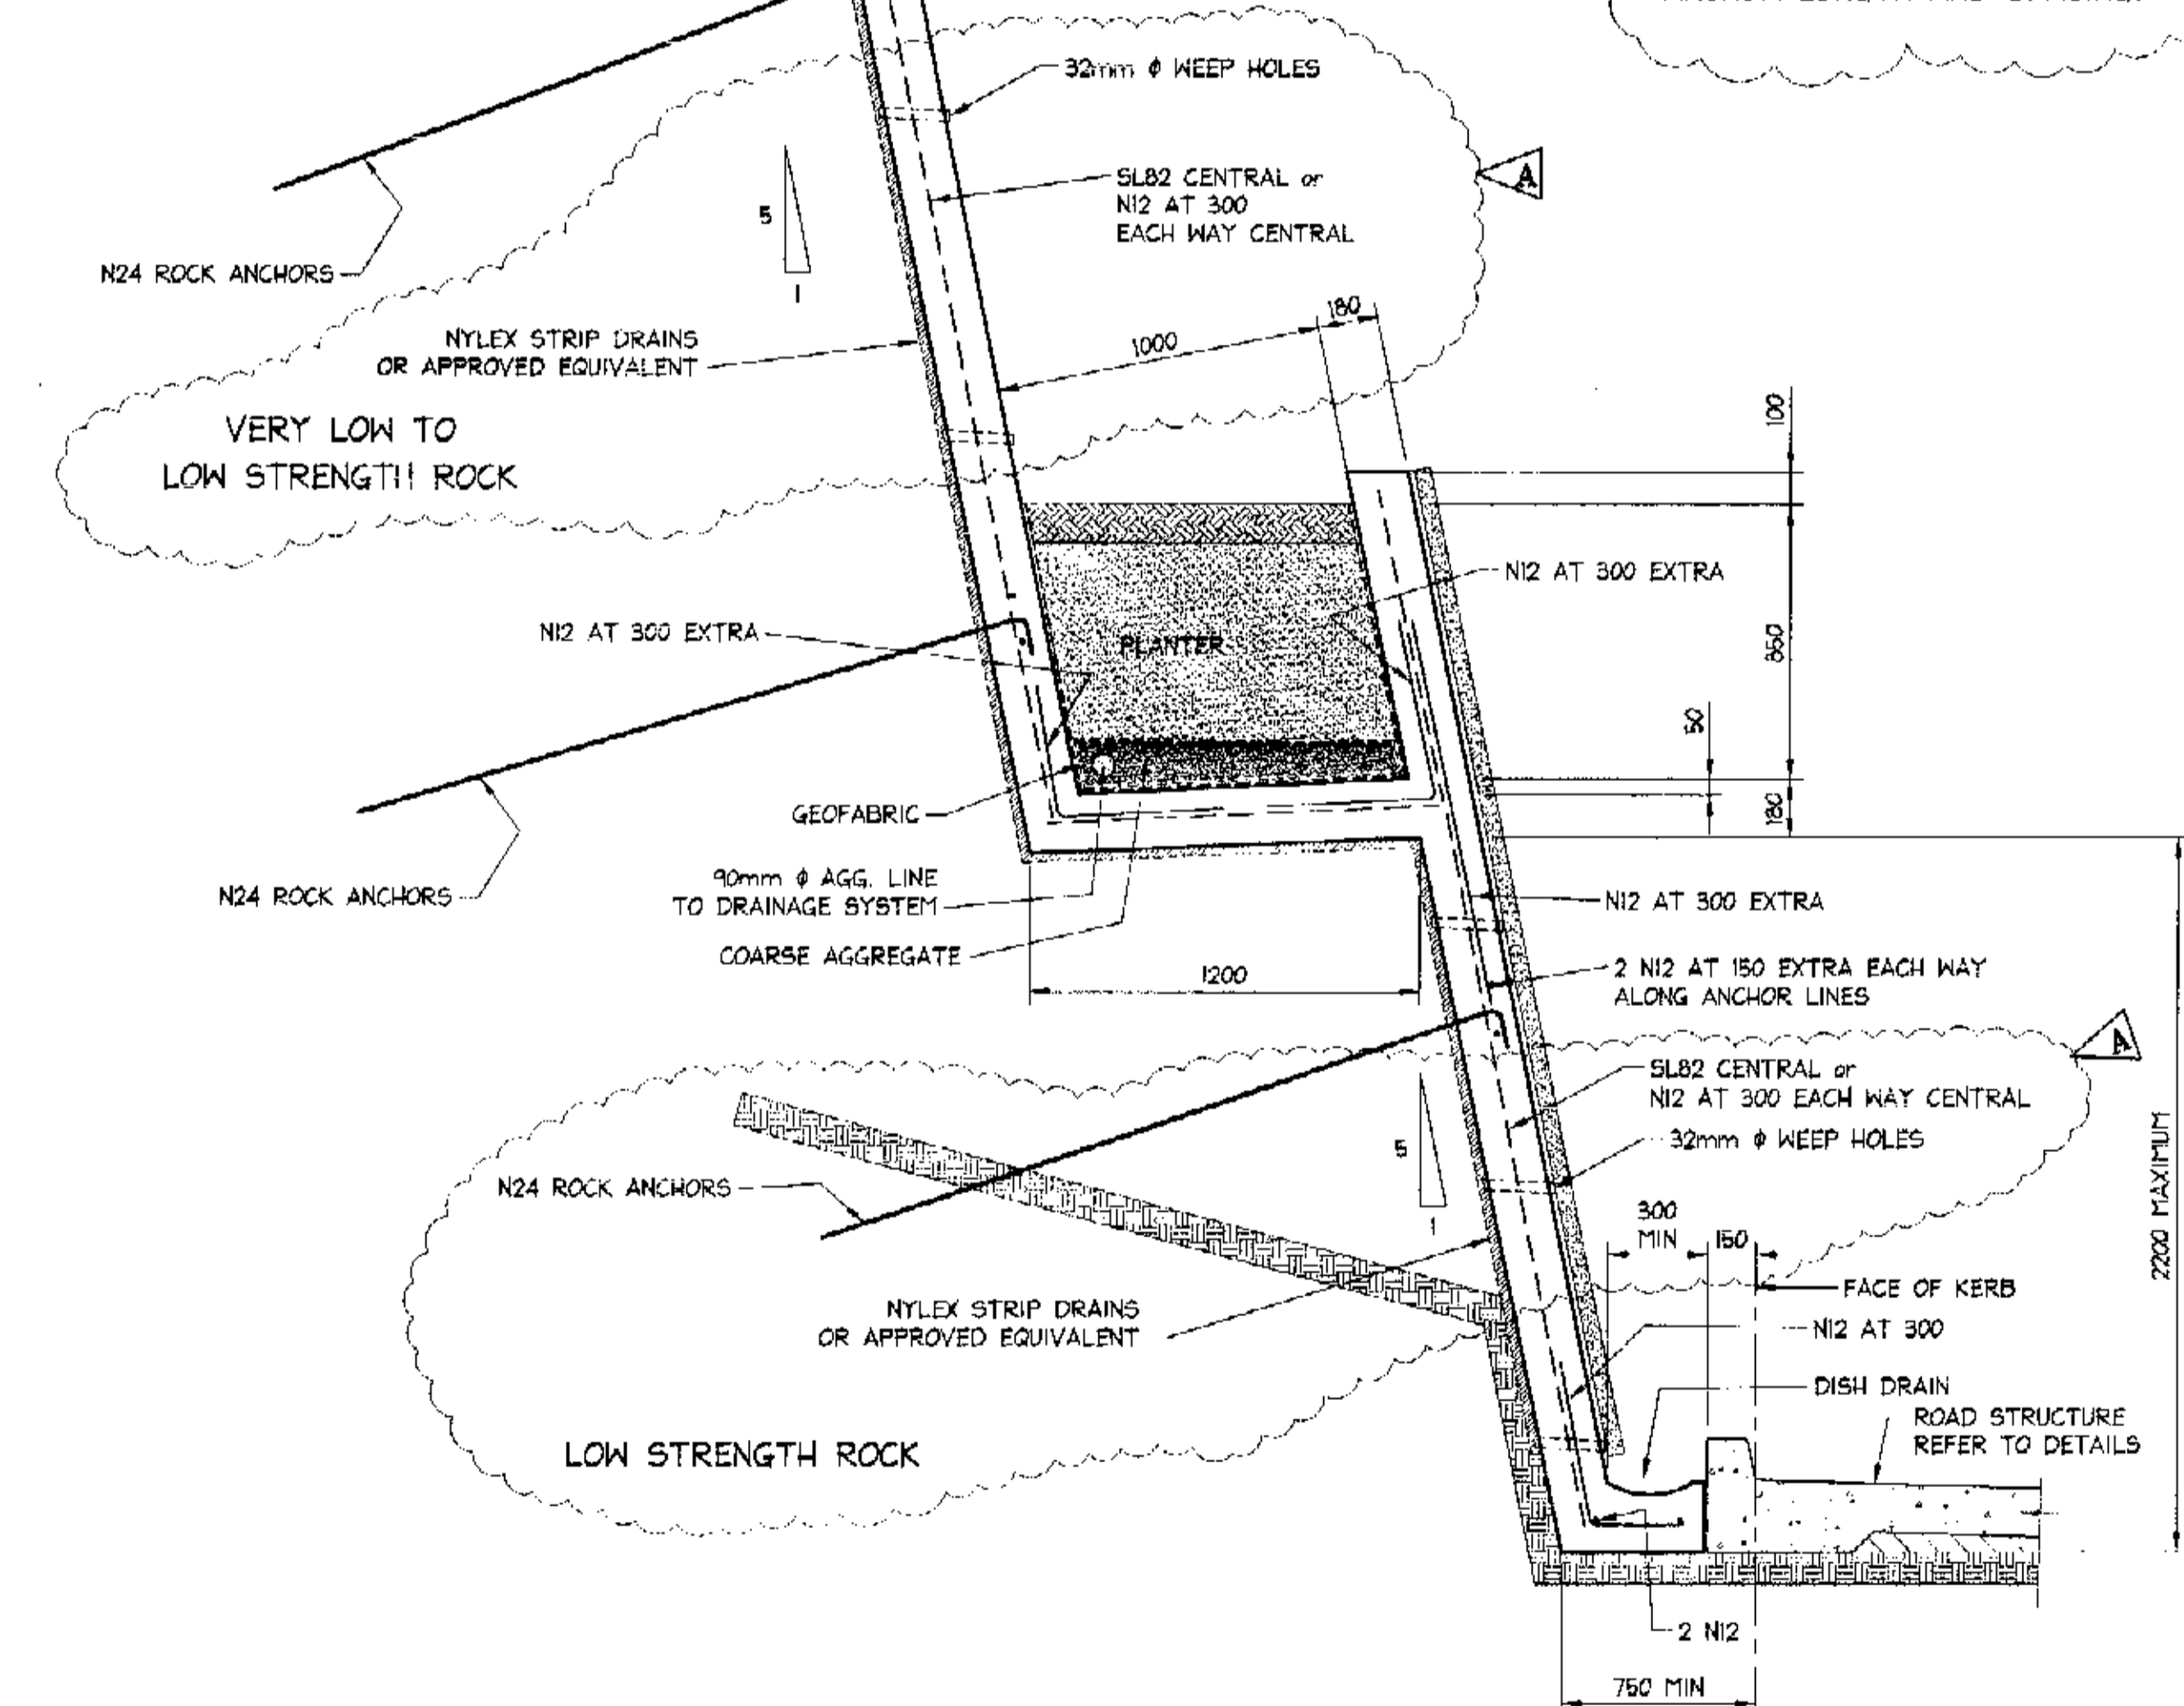 32mm φ WEEP HOLES
SL82 CENTRAL or
N12 AT 300
EACH WAY CENTRAL
A
5
1
N24 ROCK ANCHORS
NYLEX STRIP DRAINS
OR APPROVED EQUIVALENT
1000
180
VERY LOW TO
LOW STRENGTH ROCK
100
N12 AT 300 EXTRA
N12 AT 300 EXTRA
PLANTER
850
50
180
GEOFABRIC
90mm φ AGG. LINE
TO DRAINAGE SYSTEM
COARSE AGGREGATE
N24 ROCK ANCHORS
1200
N12 AT 300 EXTRA
2 N12 AT 150 EXTRA EACH WAY
ALONG ANCHOR LINES
A
SL82 CENTRAL or
N12 AT 300 EACH WAY CENTRAL
32mm φ WEEP HOLES
5
1
N24 ROCK ANCHORS
300
MIN
150
2200 MAXIMUM
FACE OF KERB
N12 AT 300
NYLEX STRIP DRAINS
OR APPROVED EQUIVALENT
DISH DRAIN
ROAD STRUCTURE
REFER TO DETAILS
LOW STRENGTH ROCK
2 N12
750 MIN